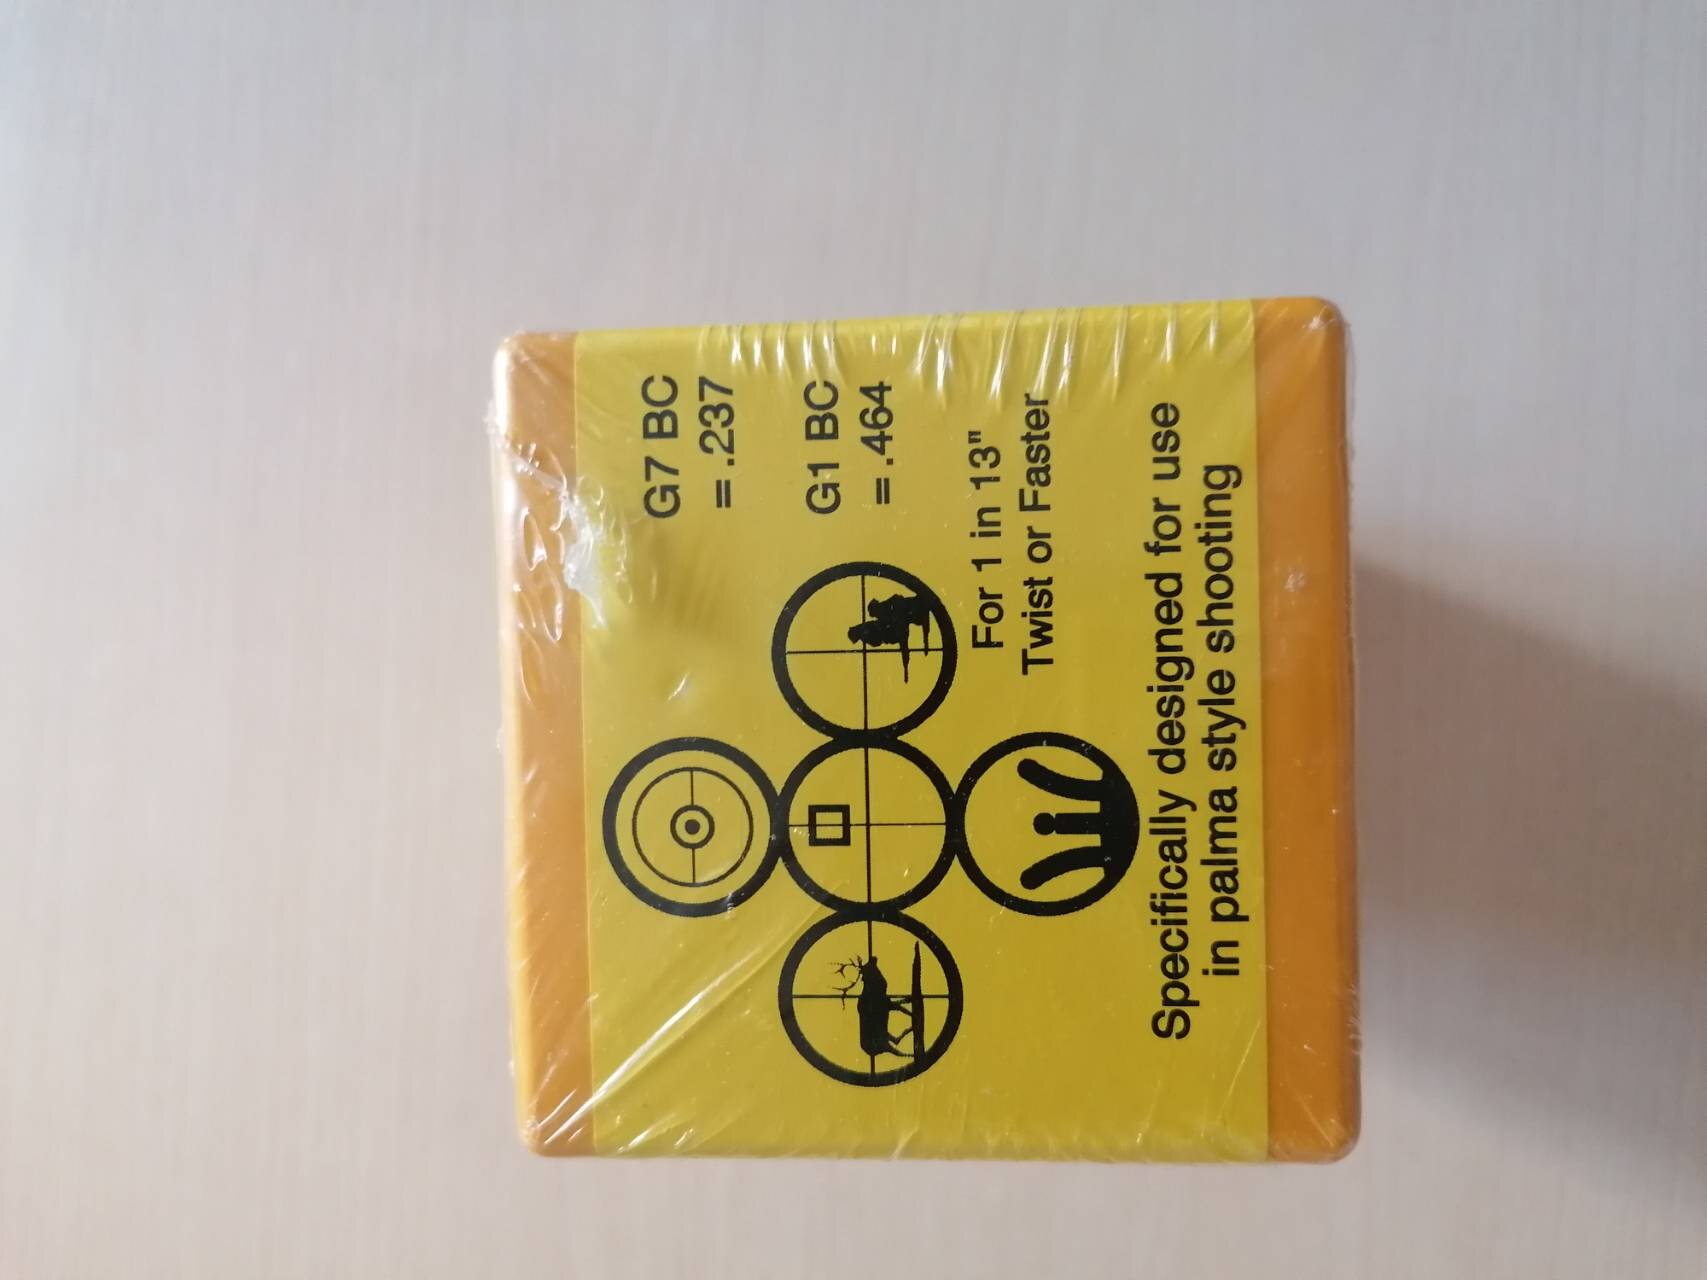 G7 BC
= .237
G1 BC
= .464
For 1 in 13"
Twist or Faster
Specifically designed for use
in palma style shooting